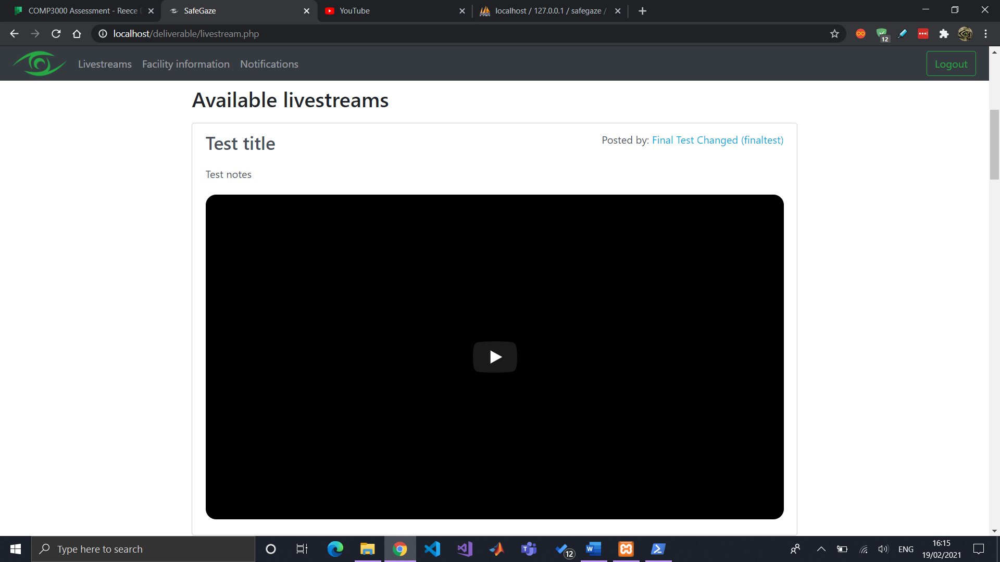 COMP3000 Assessment - Reece
SafeGaze
YouTube
localhost / 127.0.0.1 / safegaze /
localhost/deliverable/livestream.php
12
Livestreams Facility information Notifications
Logout
Available livestreams
Test title
Posted by: Final Test Changed (finaltest)
Test notes
Type here to search
12
ENG
16:15
19/02/2021